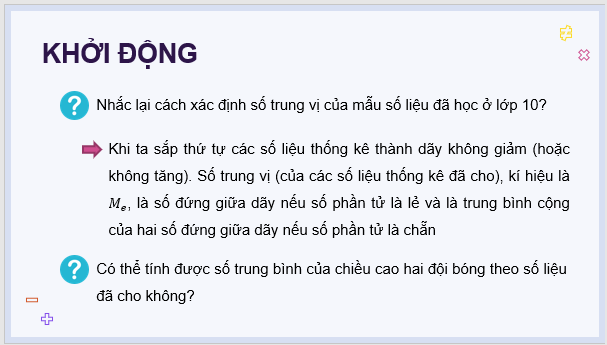 KHỞI ĐỘNG
? Nhắc lại cách xác định số trung vị của mẫu số liệu đã học ở lớp 10?
Khi ta sắp thứ tự các số liệu thống kê thành dãy không giảm (hoặc
không tăng). Số trung vị (của các số liệu thống kê đã cho), kí hiệu là
𝑀ₑ, là số đứng giữa dãy nếu số phần tử là lẻ và là trung bình cộng
của hai số đứng giữa dãy nếu số phần tử là chẵn
? Có thể tính được số trung bình của chiều cao hai đội bóng theo số liệu
đã cho không?